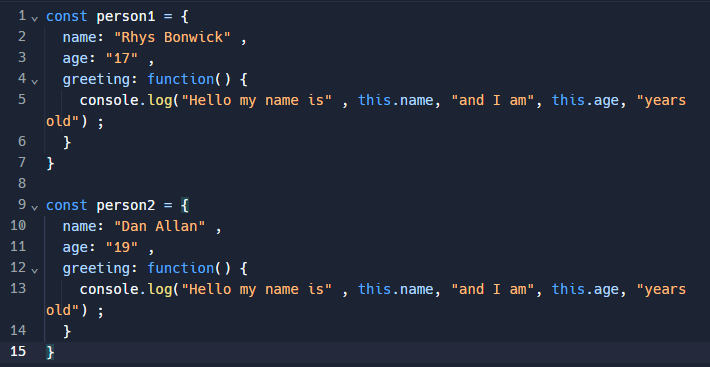 1 const person1 = {
2 name: "Rhys Bonwick" ,
3 age: "17" ,
4 greeting: function() {
5 console.log("Hello my name is" , this.name, "and I am", this.age, "years
old") ;
6 }
7 }
8
9 const person2 = {
10 name: "Dan Allan" ,
11 age: "19" ,
12 greeting: function() {
13 console.log("Hello my name is" , this.name, "and I am", this.age, "years
old") ;
14 }
15 }